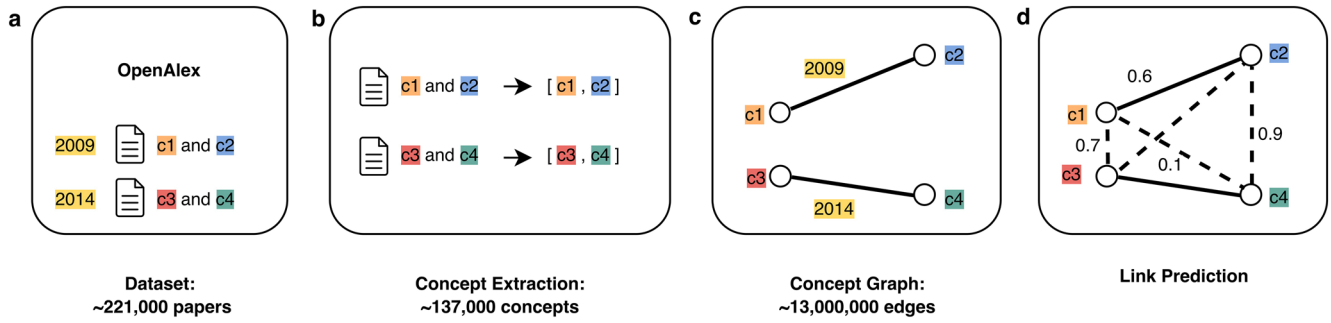 a
OpenAlex
2009 c1 and c2
2014 c3 and c4
Dataset:
~221,000 papers
b
c1 and c2 [ c1 , c2 ]
c3 and c4 [ c3 , c4 ]
Concept Extraction:
~137,000 concepts
c
c2
2009
c1
c3
c4
2014
Concept Graph:
~13,000,000 edges
d
c2
0.6
c1
0.9
0.7
0.1
c3
c4
Link Prediction